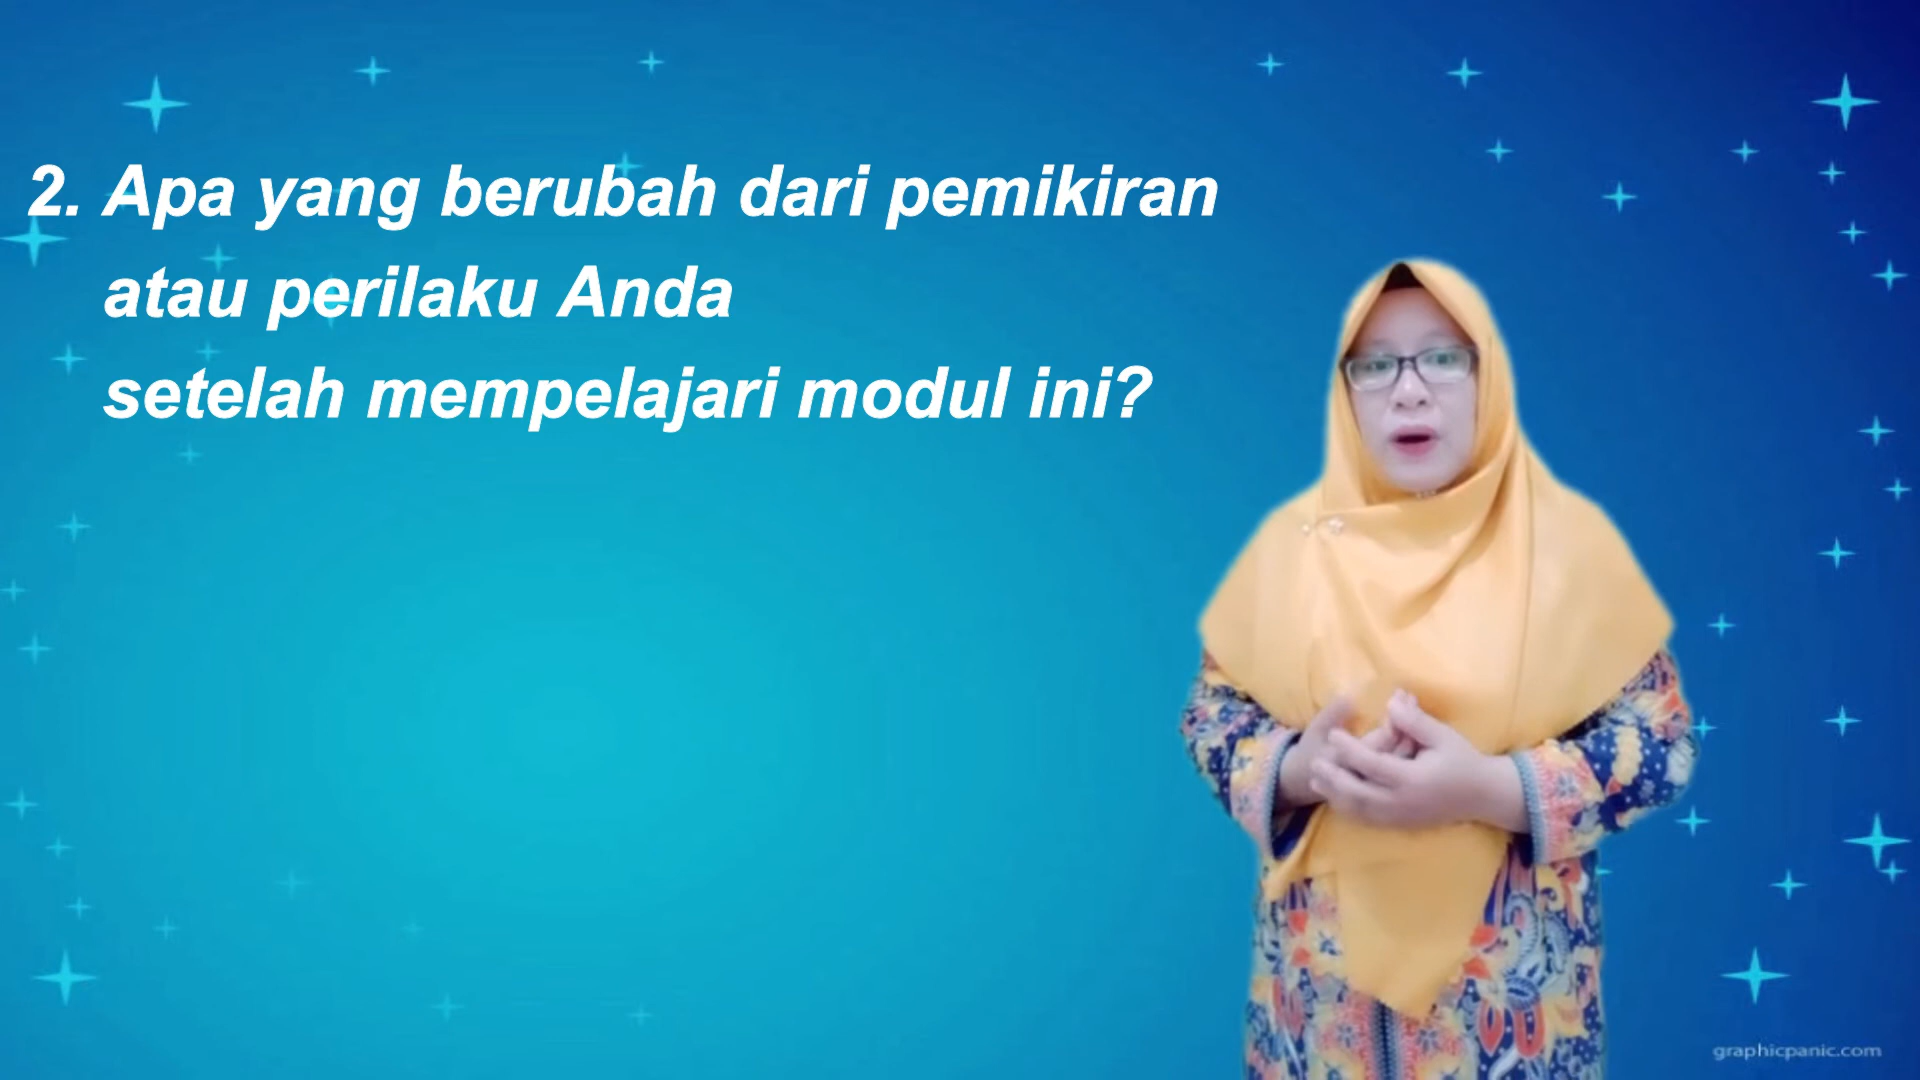 2. Apa yang berubah dari pemikiran
atau perilaku Anda
setelah mempelajari modul ini?
graphicpanic.com